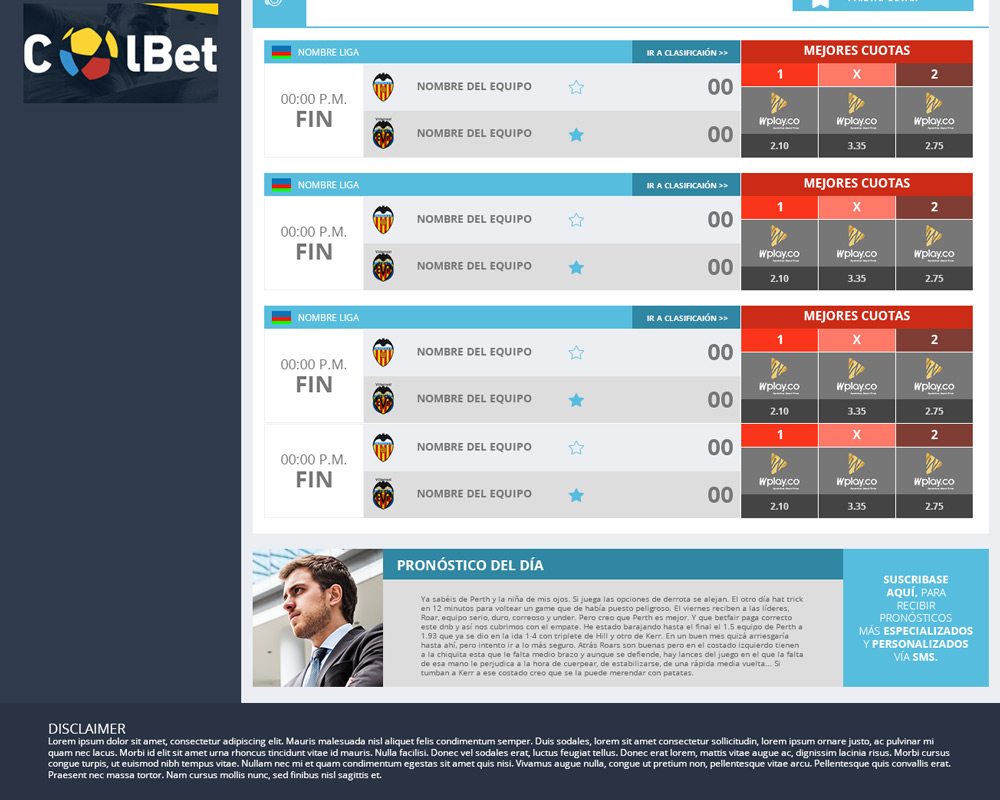 C lBet
NOMBRE LIGA IR A CLASIFICAIÓN >> MEJORES CUOTAS
1 X 2
00:00 P.M.
FIN
NOMBRE DEL EQUIPO 00
NOMBRE DEL EQUIPO 00
Wplay.co Wplay.co Wplay.co
2.10 3.35 2.75
NOMBRE LIGA IR A CLASIFICAIÓN >> MEJORES CUOTAS
1 X 2
00:00 P.M.
FIN
NOMBRE DEL EQUIPO 00
NOMBRE DEL EQUIPO 00
Wplay.co Wplay.co Wplay.co
2.10 3.35 2.75
NOMBRE LIGA IR A CLASIFICAIÓN >> MEJORES CUOTAS
1 X 2
00:00 P.M.
FIN
NOMBRE DEL EQUIPO 00
NOMBRE DEL EQUIPO 00
Wplay.co Wplay.co Wplay.co
2.10 3.35 2.75
1 X 2
00:00 P.M.
FIN
NOMBRE DEL EQUIPO 00
NOMBRE DEL EQUIPO 00
Wplay.co Wplay.co Wplay.co
2.10 3.35 2.75
PRONÓSTICO DEL DÍA
Ya sabéis de Perth y la niña de mis ojos. Si juega las opciones de derrota se alejan. El otro día hat trick
en 12 minutos para voltear un game que de había puesto peligroso. El viernes reciben a las líderes,
Roar, equipo serio, duro, correoso y under. Pero creo que Perth es mejor. Y que betfair paga correcto
este dnb y así nos cubrimos con el empate. He estado barajando hasta el final el 1.5 equipo de Perth a
1.93 que ya se dio en la ida 1-4 con triplete de Hill y otro de Kerr. En un buen mes quizá arriesgaría
hasta ahí, pero intento ir a lo más seguro. Atrás Roars son buenas pero en el costado izquierdo tienen
a la chiquita esta que le falta medio brazo y aunque se defiende, hay lances del juego en el que la falta
de esa mano le perjudica a la hora de cuerpear, de estabilizarse, de una rápida media vuelta... Si
tumban a Kerr a ese costado creo que se la puede merendar con patatas.
SUSCRIBASE
AQUÍ, PARA
RECIBIR
PRONÓSTICOS
MÁS ESPECIALIZADOS
Y PERSONALIZADOS
VÍA SMS.
DISCLAIMER
Lorem ipsum dolor sit amet, consectetur adipiscing elit. Mauris malesuada nisl aliquet felis condimentum semper. Duis sodales, lorem sit amet consectetur sollicitudin, lorem ipsum ornare justo, ac pulvinar mi
quam nec lacus. Morbi id elit sit amet urna rhoncus tincidunt vitae id mauris. Nulla facilisi. Donec vel sodales erat, luctus feugiat tellus. Donec erat lorem, mattis vitae augue ac, dignissim lacinia risus. Morbi cursus
congue turpis, ut euismod nibh tempus vitae. Nullam nec mi et quam condimentum egestas sit amet quis nisi. Vivamus augue nulla, congue ut pretium non, pellentesque vitae arcu. Pellentesque quis convallis erat.
Praesent nec massa tortor. Nam cursus mollis nunc, sed finibus nisl sagittis et.